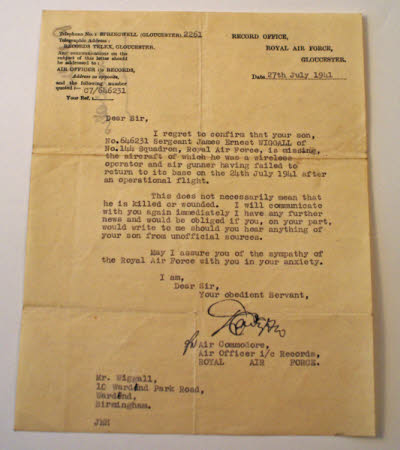 Telephone No.: SPRINGWELL (GLOUCESTER) 2261
Telegraphic Address:
RECORDS TELEX, GLOUCESTER.
Any communications on the
subject of this letter should
be addressed to:—
AIR OFFICER i/c RECORDS,
Address as opposite,
and the following number
quoted:— C7/646231
Your Ref.:
RECORD OFFICE,
ROYAL AIR FORCE,
GLOUCESTER.
Date 27th July 1941
Dear Sir,
I regret to confirm that your son,
No.646231 Sergeant James Ernest WIGGALL of
No.144 Squadron, Royal Air Force, is missing,
the aircraft of which he was a wireless
operator and air gunner having failed to
return to its base on the 24th July 1941 after
an operational flight.
This does not necessarily mean that
he is killed or wounded. I will communicate
with you again immediately I have any further
news and would be obliged if you, on your part,
would write to me should you hear anything of
your son from unofficial sources.
May I assure you of the sympathy of
the Royal Air Force with you in your anxiety.
I am,
Dear Sir,
Your obedient Servant,
Air Commodore,
Air Officer i/c Records,
ROYAL AIR FORCE.
Mr. Wiggall,
10 Wardend Park Road,
Wardend,
Birmingham.